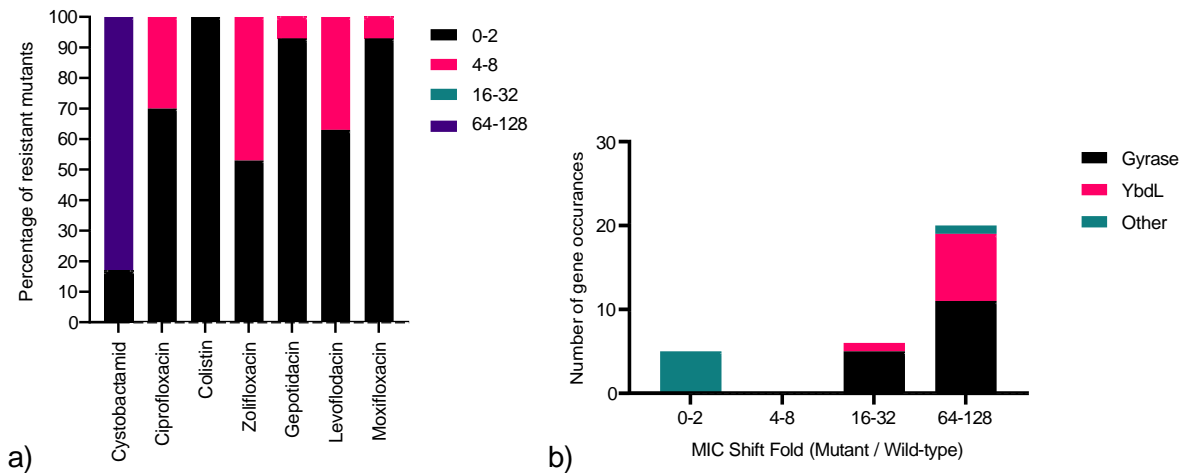 Percentage of resistant mutants
100
90
80
70
60
50
40
30
20
10
0
Cystobactamid
Ciprofloxacin
Colistin
Zolifloxacin
Gepotidacin
Levoflodacin
Moxifloxacin
0-2
4-8
16-32
64-128
a)
Number of gene occurances
30
20
10
0
0-2
4-8
16-32
64-128
MIC Shift Fold (Mutant / Wild-type)
Gyrase
YbdL
Other
b)